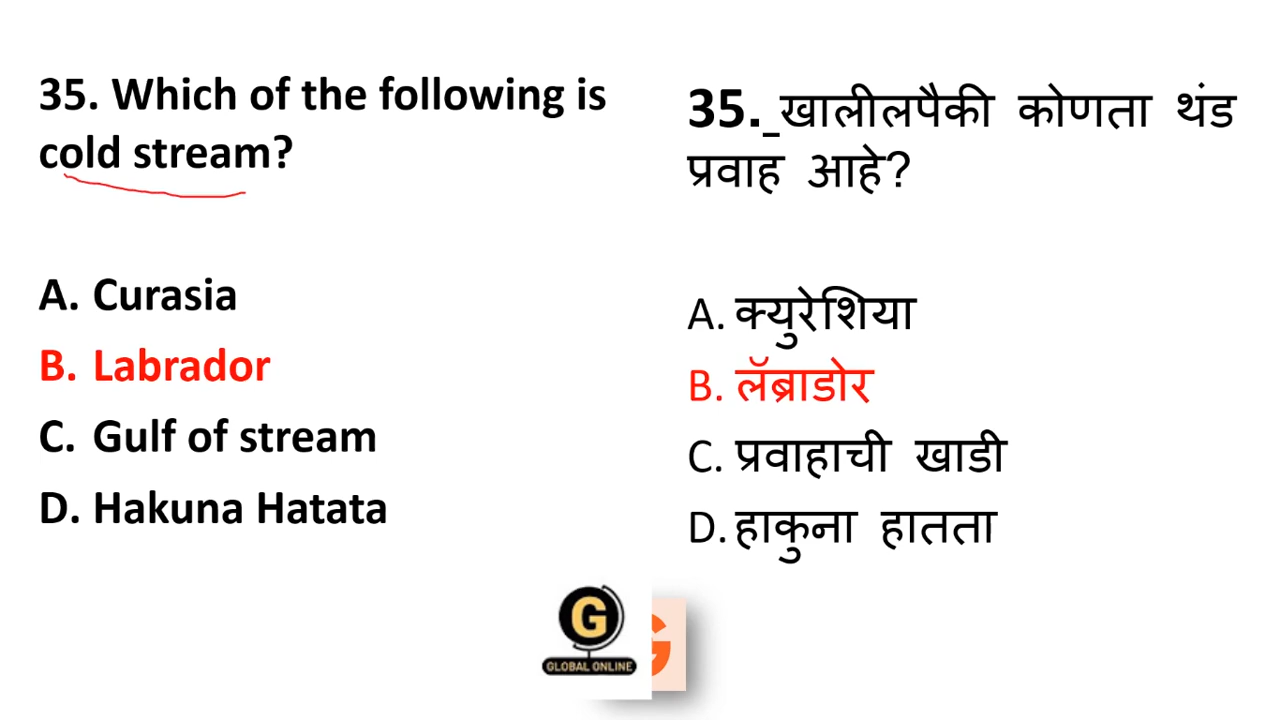 35. Which of the following is
cold stream?
A. Curasia
B. Labrador
C. Gulf of stream
D. Hakuna Hatata
35. खालीलपैकी कोणता थंड
प्रवाह आहे?
A. क्युरेशिया
B. लॅब्राडोर
C. प्रवाहाची खाडी
D. हाकुना हातता
G
GLOBAL ONLINE
G